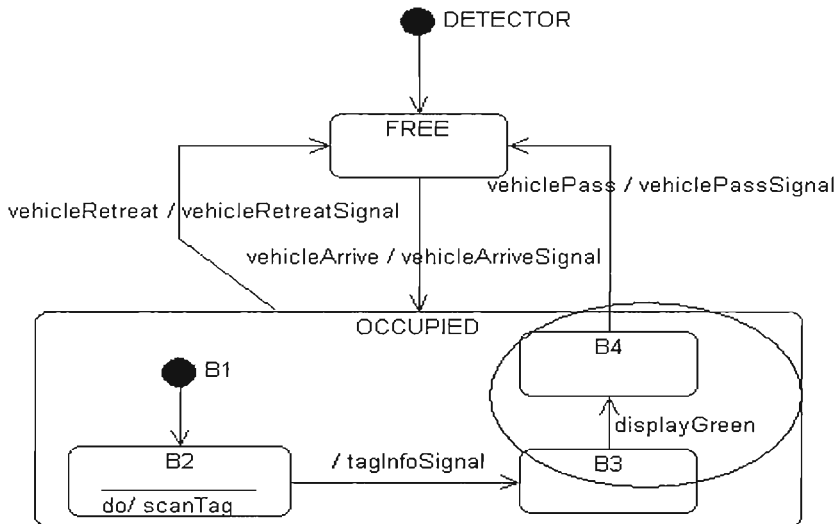 DETECTOR
FREE
vehiclePass / vehiclePassSignal
vehicleRetreat / vehicleRetreatSignal
vehicleArrive / vehicleArriveSignal
OCCUPIED
B4
B1
displayGreen
B2
/ tagInfoSignal
B3
do/ scanTag